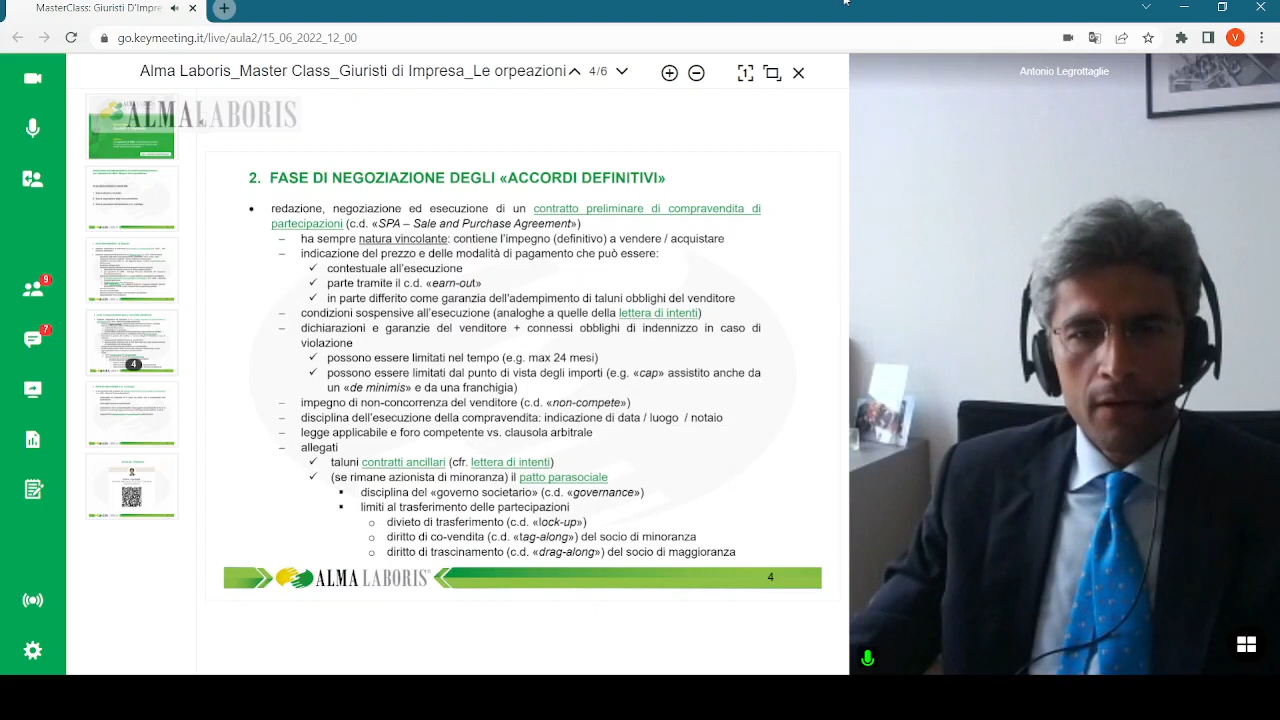 MasterClass: Giuristi D'Impres
go.keymeeting.it/live/aula2/15_06_2022_12_00
V
Alma Laboris_Master Class_Giuristi di Impresa_Le orpeazioni
4/6
Antonio Legrottaglie
ALMA LABORIS
9
7
4
2. FASE DI NEGOZIAZIONE DEGLI «ACCORDI DEFINITIVI»
• redazione, negoziazione ed esecuzione di un contratto preliminare di compravendita di
partecipazioni (c.d. «SPA – Sale and Purchase Agreement»)
– ha sempre natura vincolante: contiene l'impegno (definitivo) a vendere / acquistare
– indicazione del prezzo e delle modalità di pagamento che può essere:
✓ contestuale all'esecuzione
✓ parte tramite il c.d. «earn-out»
✓ in parte differito come garanzia dell'adempimento di taluni obblighi del venditore
– condizioni sospensive all'esecuzione (analoghe a quelle della lettera di intenti)
– dichiarazioni e garanzie del venditore + connessi obblighi di indennizzo in caso di
violazione
✓ possono essere limitati nel tempo (e.g. max 24 mesi)
✓ possono essere limitati dal punto di vista degli importi (e.g. «cap» assistito anche da
un «de minimis» e da una franchigia)
– impegno di non-concorrenza del venditore (c.d. «non-compete»)
– disciplina dell'esecuzione della compravendita: indicazione di data / luogo / notaio
– legge applicabile e foro competente vs. clausola arbitrale
– allegati
✓ taluni contratti ancillari (cfr. lettera di intenti)
✓ (se rimane azionista di minoranza) il patto parasociale
▪ disciplina del «governo societario» (c.d. «governance»)
▪ limiti al trasferimento delle partecipazioni
o divieto di trasferimento (c.d. «lock-up»)
o diritto di co-vendita (c.d. «tag-along») del socio di minoranza
o diritto di trascinamento (c.d. «drag-along») del socio di maggioranza
ALMA LABORIS®
4